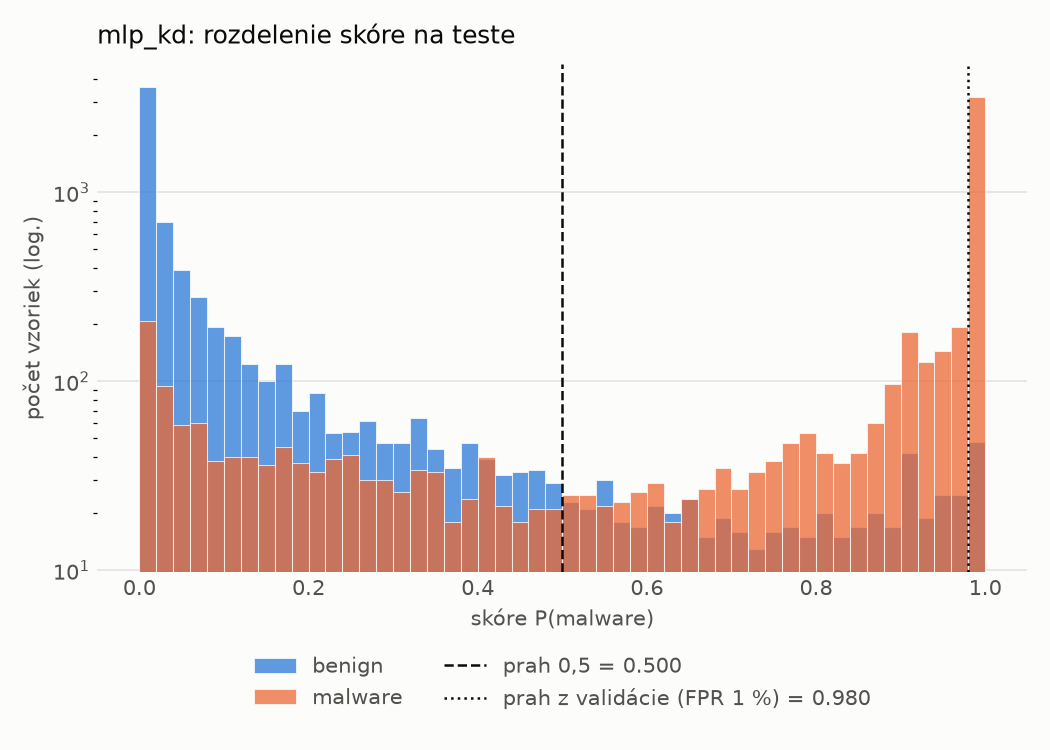 mlp_kd: rozdelenie skóre na teste
počet vzoriek (log.)
10³
10²
10¹
0.0 0.2 0.4 0.6 0.8 1.0
skóre P(malware)
benign
malware
prah 0,5 = 0.500
prah z validácie (FPR 1 %) = 0.980